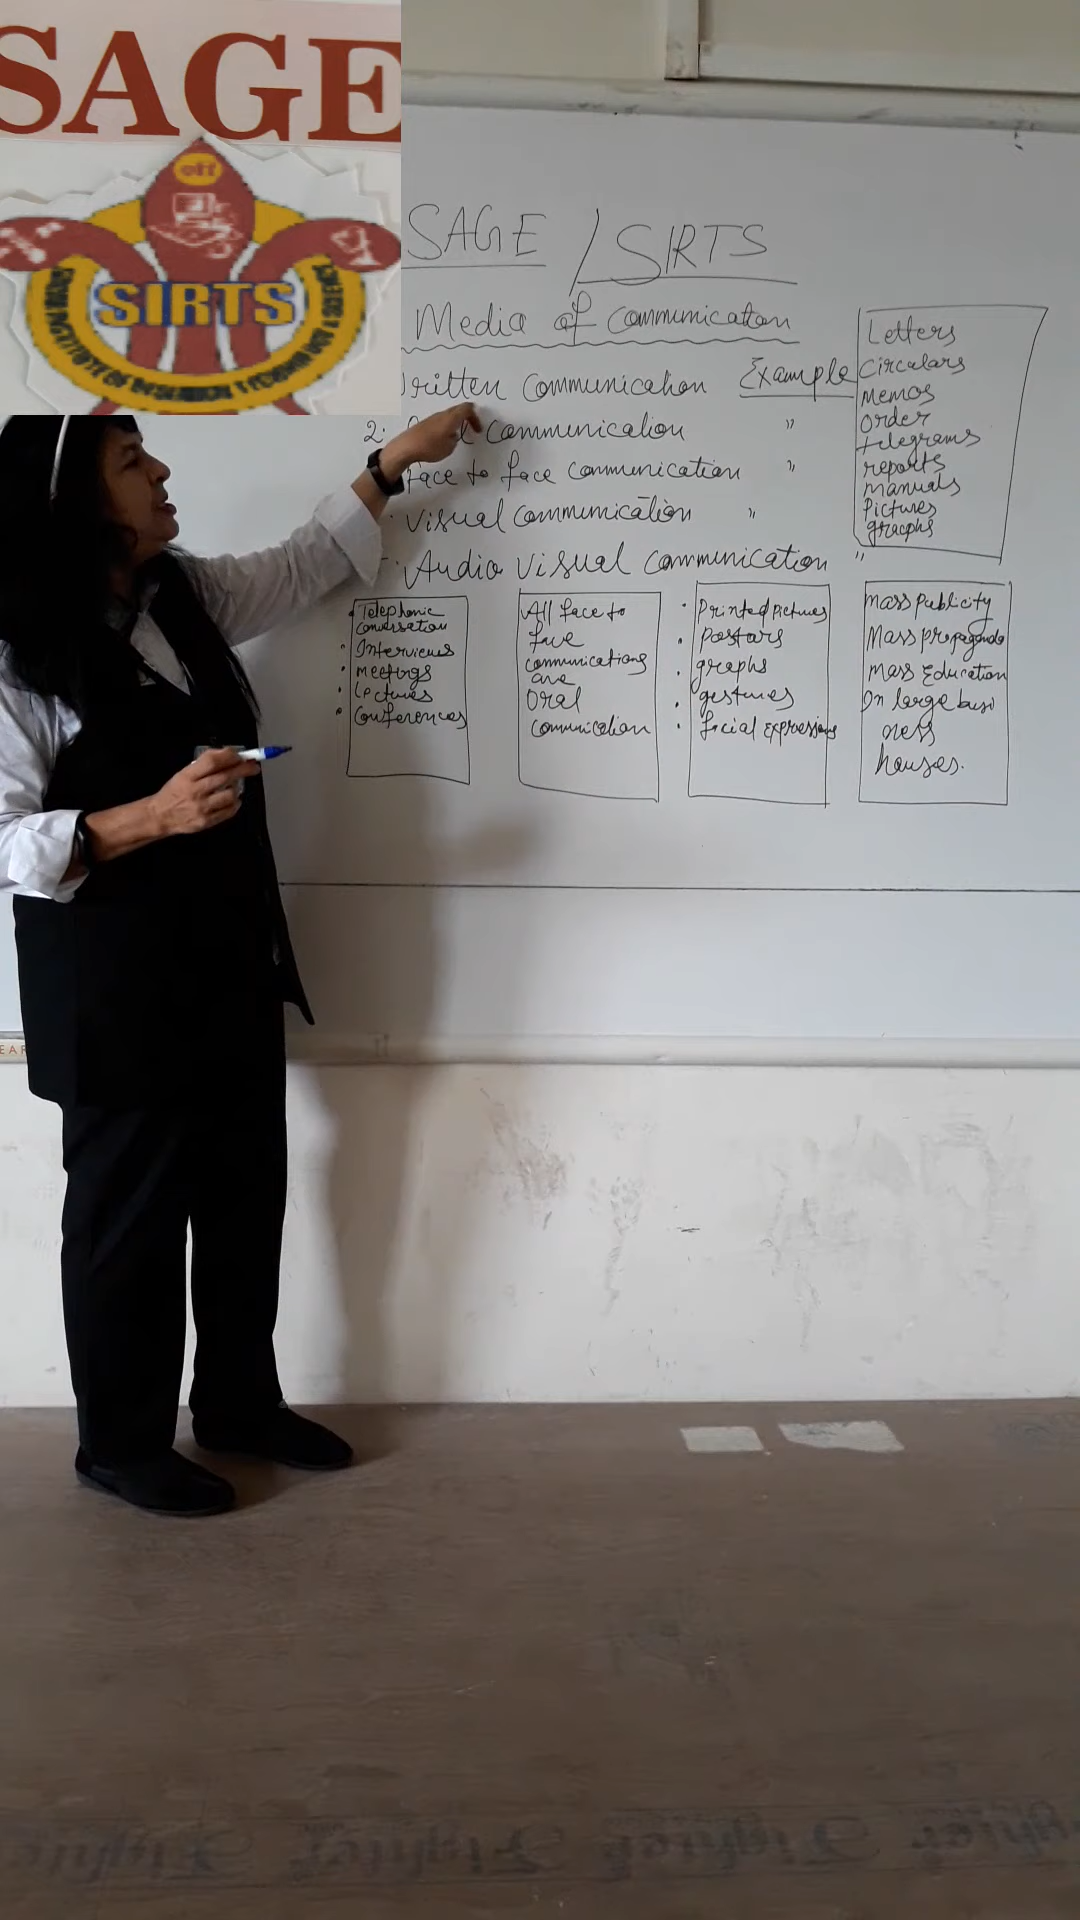 SAGE
SIRTS
SAGE / SIRTS
Media of Communication
Written Communication Example
2. Communication "
face to face communication "
Visual Communication "
Audio Visual Communication "
Letters
Circulars
Memos
Order
telegrams
reports
manuals
Pictures
graphs
• Telephonic
Conversation
• Interviews
• meetings
• Lectures
• Conferences
All face to
face
communications
are
Oral
communication
• Printed pictures
• Postars
• graphs
• gestures
• facial expressions
Mass Publicity
Mass propaganda
Mass Education
In large busi
ness
houses.